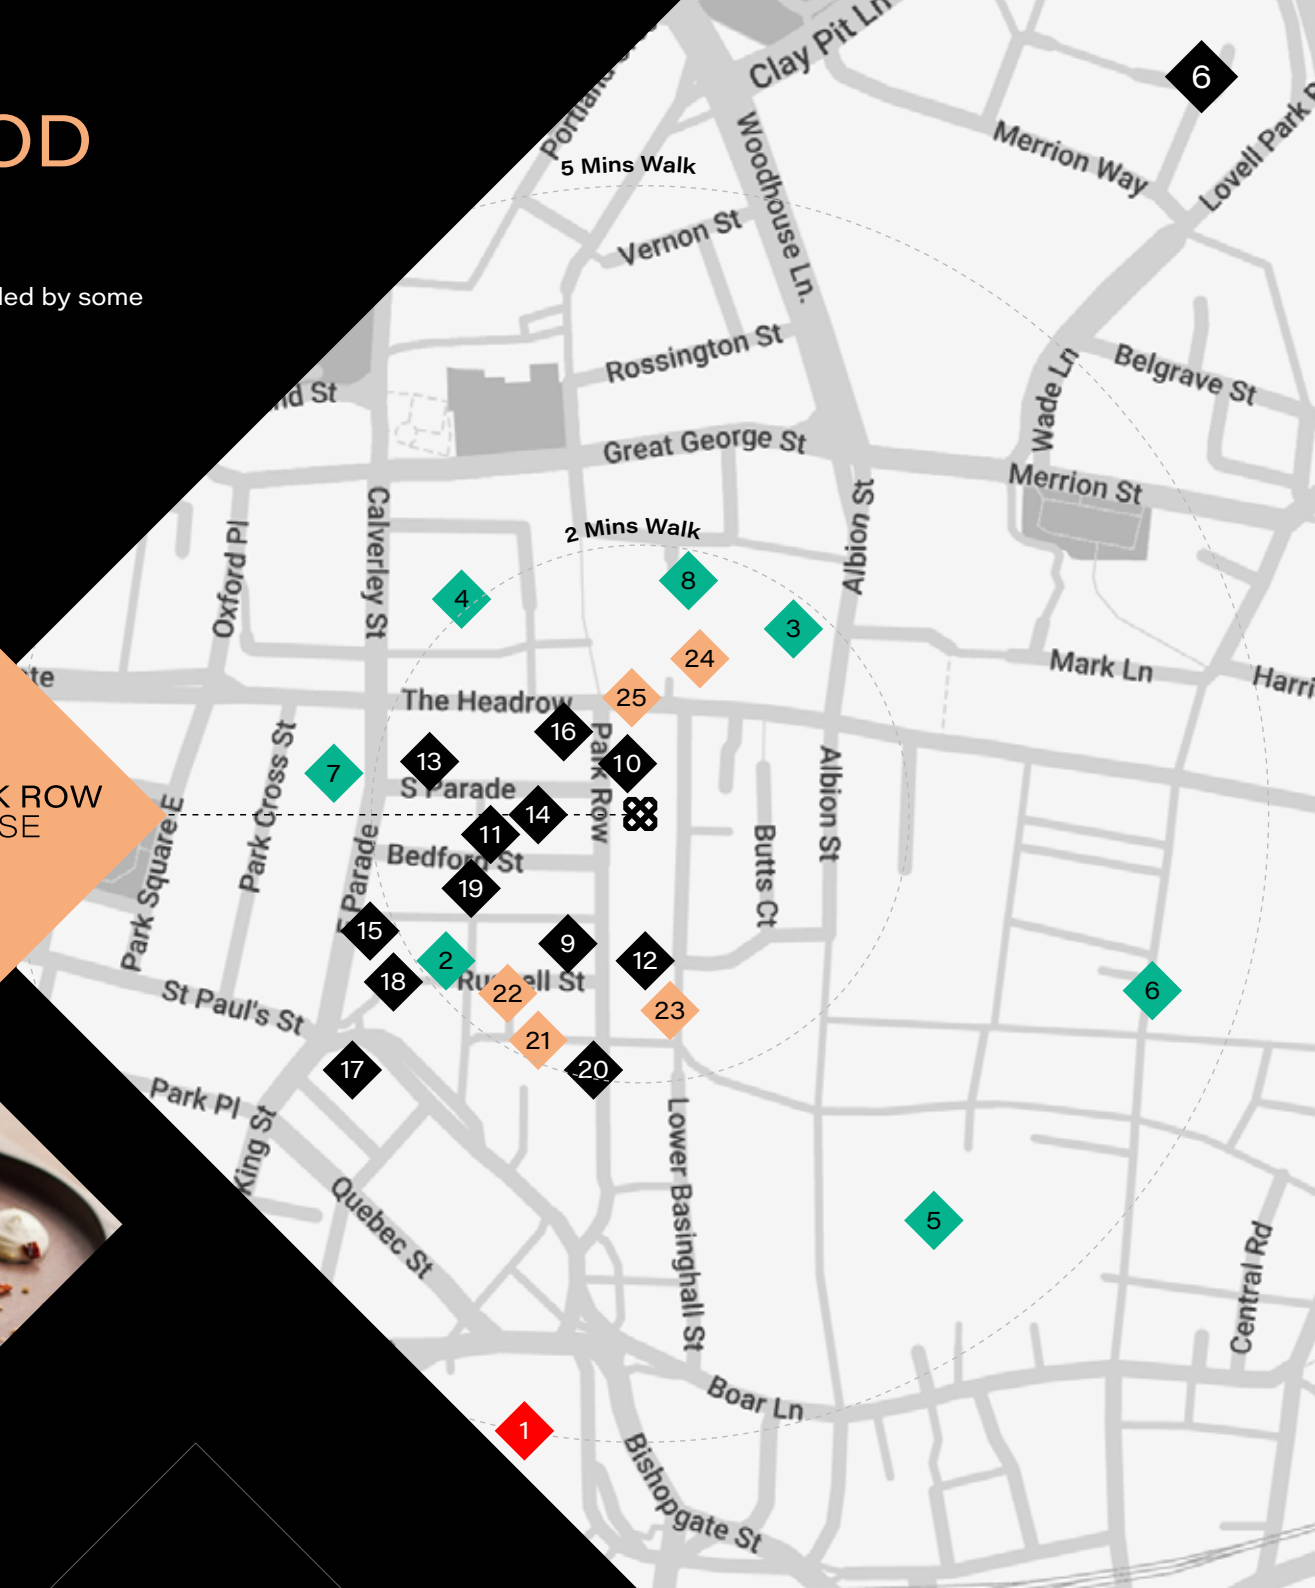 OD
led by some
K ROW
SE
5 Mins Walk
2 Mins Walk
Clay Pit Ln
Woodhouse Ln.
Merrion Way
Lovell Park
Vernon St
Rossington St
Great George St
Wade Ln
Belgrave St
Merrion St
nd St
Calverley St
Oxford Pl
Albion St
Mark Ln
Harri
te
The Headrow
Park Row
S Parade
Albion St
Park Cross St
Park Square E
E Parade
Bedford St
Butts Ct
St Paul's St
Park Pl
King St
Quebec St
Lower Basinghall St
Boar Ln
Bishopgate St
Central Rd
6
4
8
3
24
25
16
10
13
7
14
11
19
15
9
12
2
18
22
23
21
20
17
6
5
1